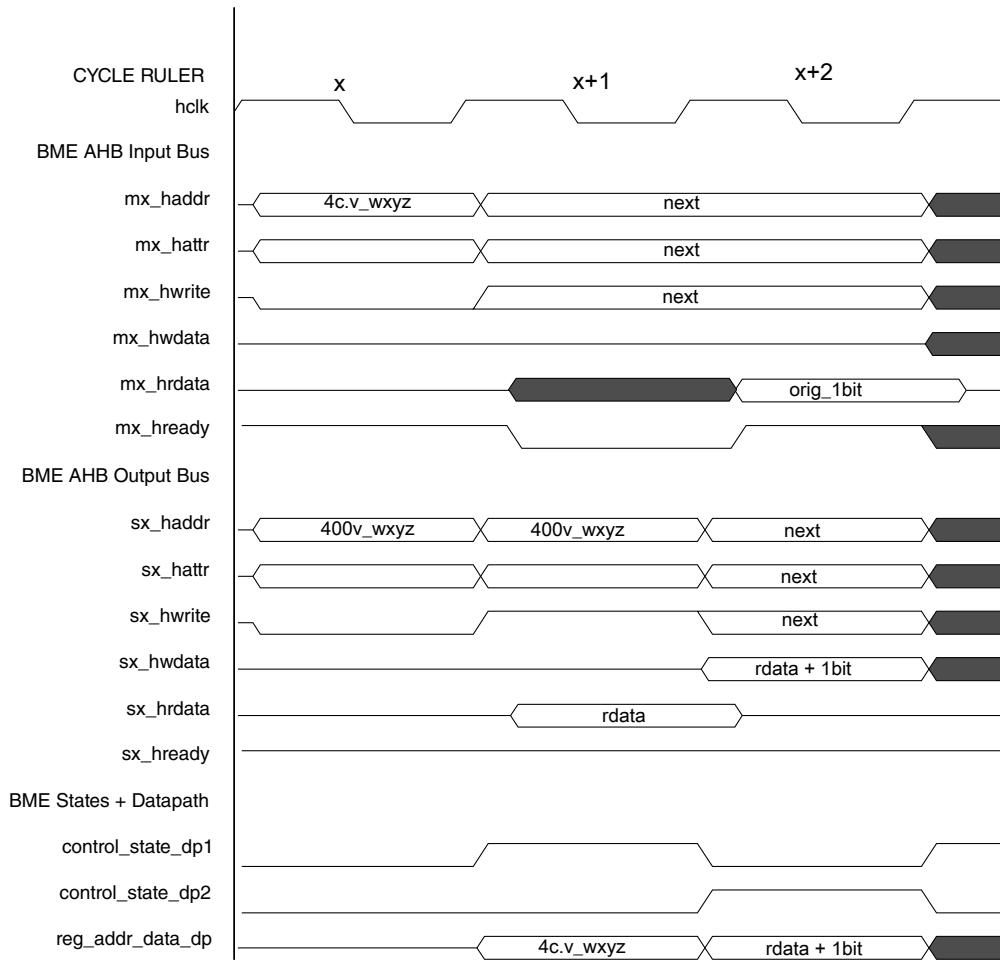 CYCLE RULER x x+1 x+2
hclk
BME AHB Input Bus
mx_haddr 4c.v_wxyz next
mx_hattr next
mx_hwrite next
mx_hwdata
mx_hrdata orig_1bit
mx_hready
BME AHB Output Bus
sx_haddr 400v_wxyz 400v_wxyz next
sx_hattr next
sx_hwrite next
sx_hwdata rdata + 1bit
sx_hrdata rdata
sx_hready
BME States + Datapath
control_state_dp1
control_state_dp2
reg_addr_data_dp 4c.v_wxyz rdata + 1bit